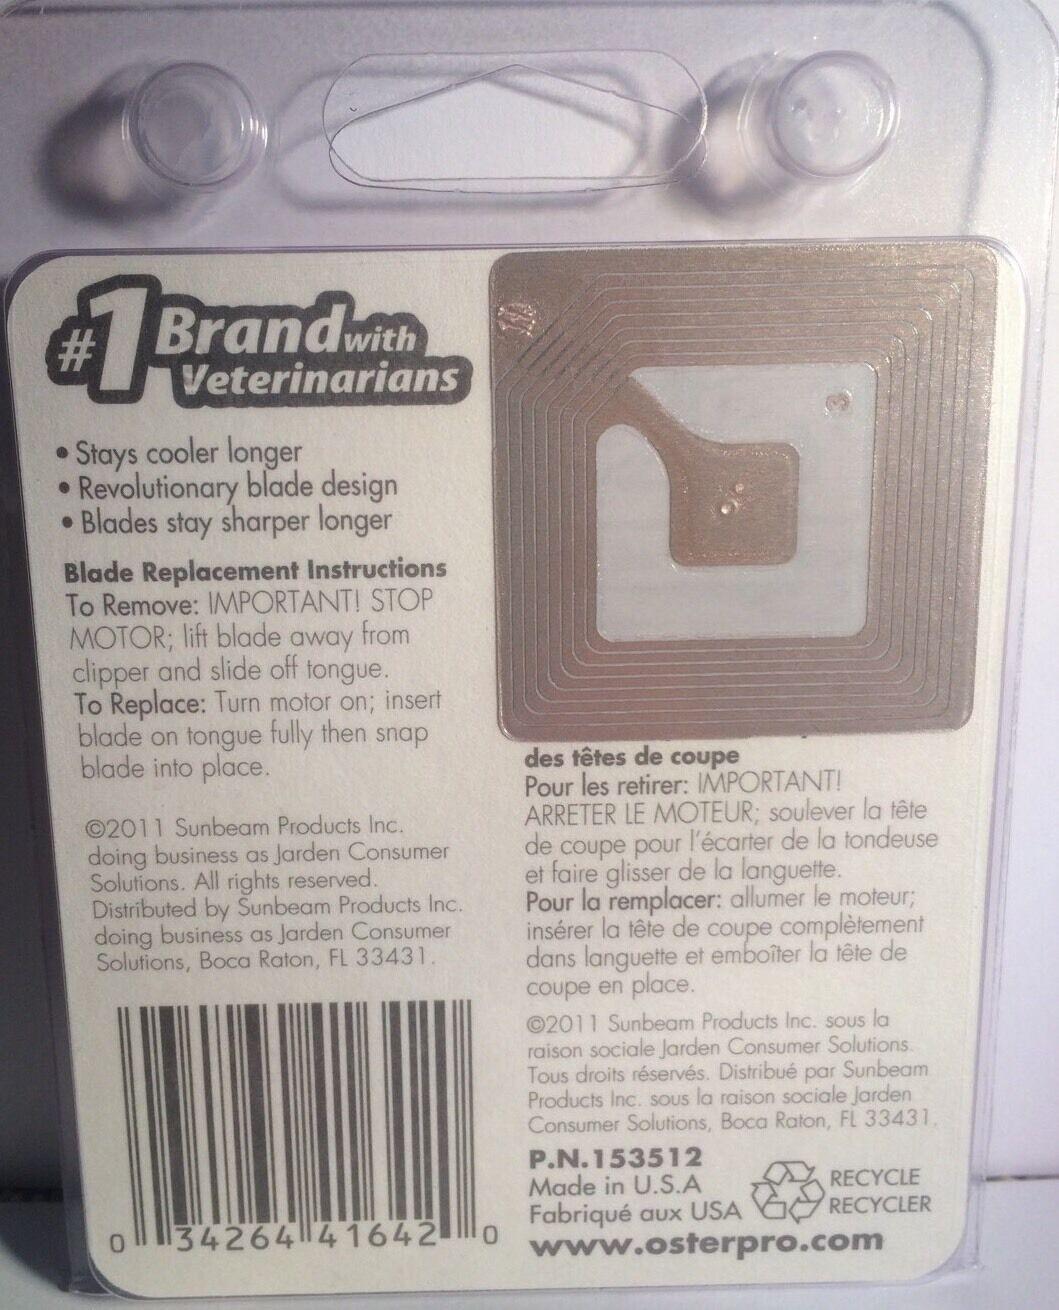 #1 Brand with
Veterinarians
• Stays cooler longer
• Revolutionary blade design
• Blades stay sharper longer
Blade Replacement Instructions
To Remove: IMPORTANT! STOP
MOTOR; lift blade away from
clipper and slide off tongue.
To Replace: Turn motor on; insert
blade on tongue fully then snap
blade into place.
©2011 Sunbeam Products Inc.
doing business as Jarden Consumer
Solutions. All rights reserved.
Distributed by Sunbeam Products Inc.
doing business as Jarden Consumer
Solutions, Boca Raton, FL 33431.
0 34264 41642 0
des têtes de coupe
Pour les retirer: IMPORTANT!
ARRETER LE MOTEUR; soulever la tête
de coupe pour l'écarter de la tondeuse
et faire glisser de la languette.
Pour la remplacer: allumer le moteur;
insérer la tête de coupe complètement
dans languette et emboîter la tête de
coupe en place.
©2011 Sunbeam Products Inc. sous la
raison sociale Jarden Consumer Solutions.
Tous droits réservés. Distribué par Sunbeam
Products Inc. sous la raison sociale Jarden
Consumer Solutions, Boca Raton, FL 33431.
P.N.153512
Made in U.S.A
Fabriqué aux USA
RECYCLE
RECYCLER
www.osterpro.com